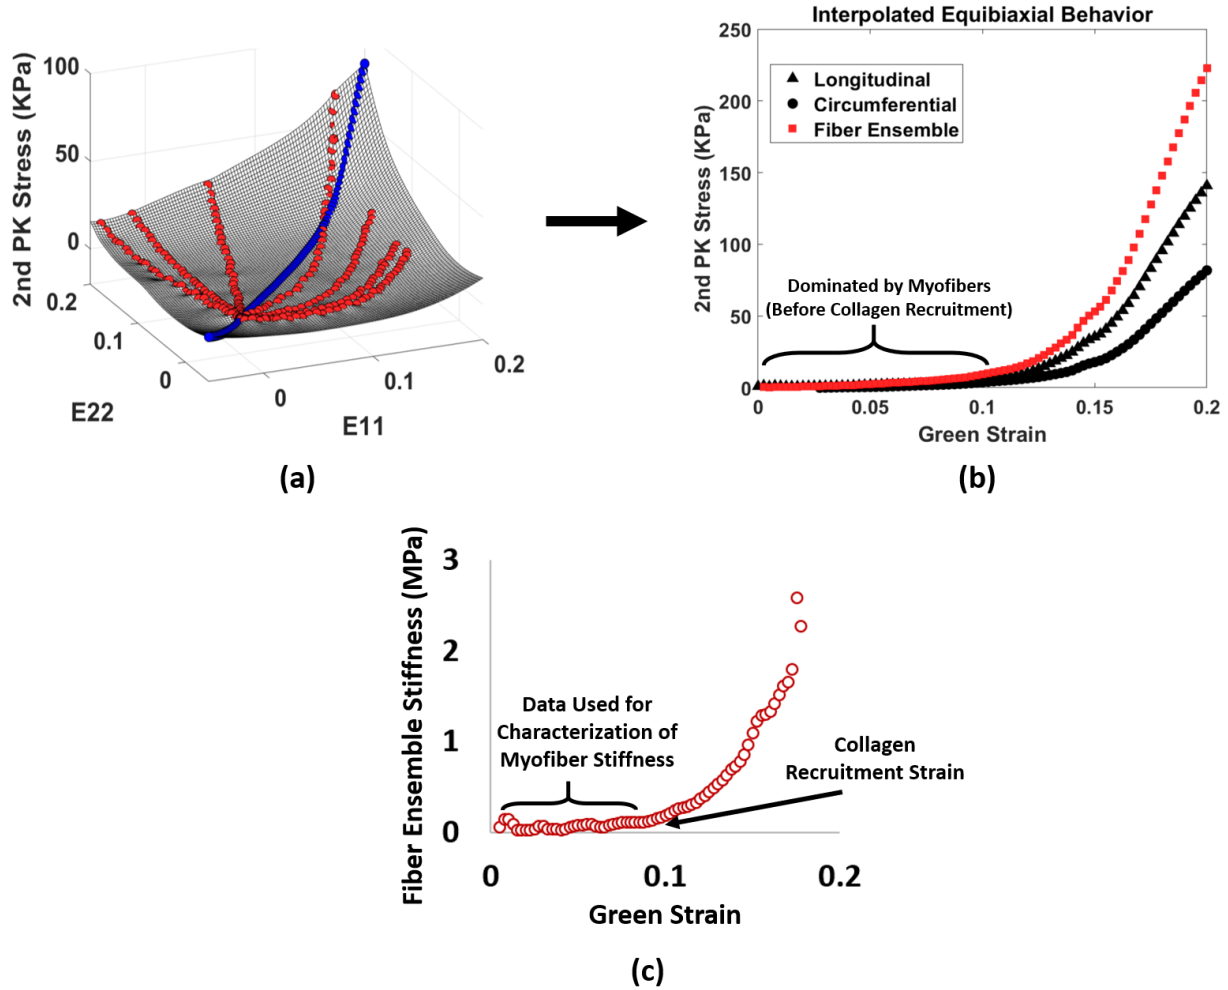 2nd PK Stress (KPa)
100
50
0
0.2
0.1
0
E22
0
0.1
0.2
E11
(a)
Interpolated Equibiaxial Behavior
2nd PK Stress (KPa)
250
200
150
100
50
0
Longitudinal
Circumferential
Fiber Ensemble
Dominated by Myofibers
(Before Collagen Recruitment)
0
0.05
0.1
0.15
0.2
Green Strain
(b)
Fiber Ensemble Stiffness (MPa)
3
2
1
0
Data Used for
Characterization of
Myofiber Stiffness
Collagen
Recruitment Strain
0
0.1
0.2
Green Strain
(c)